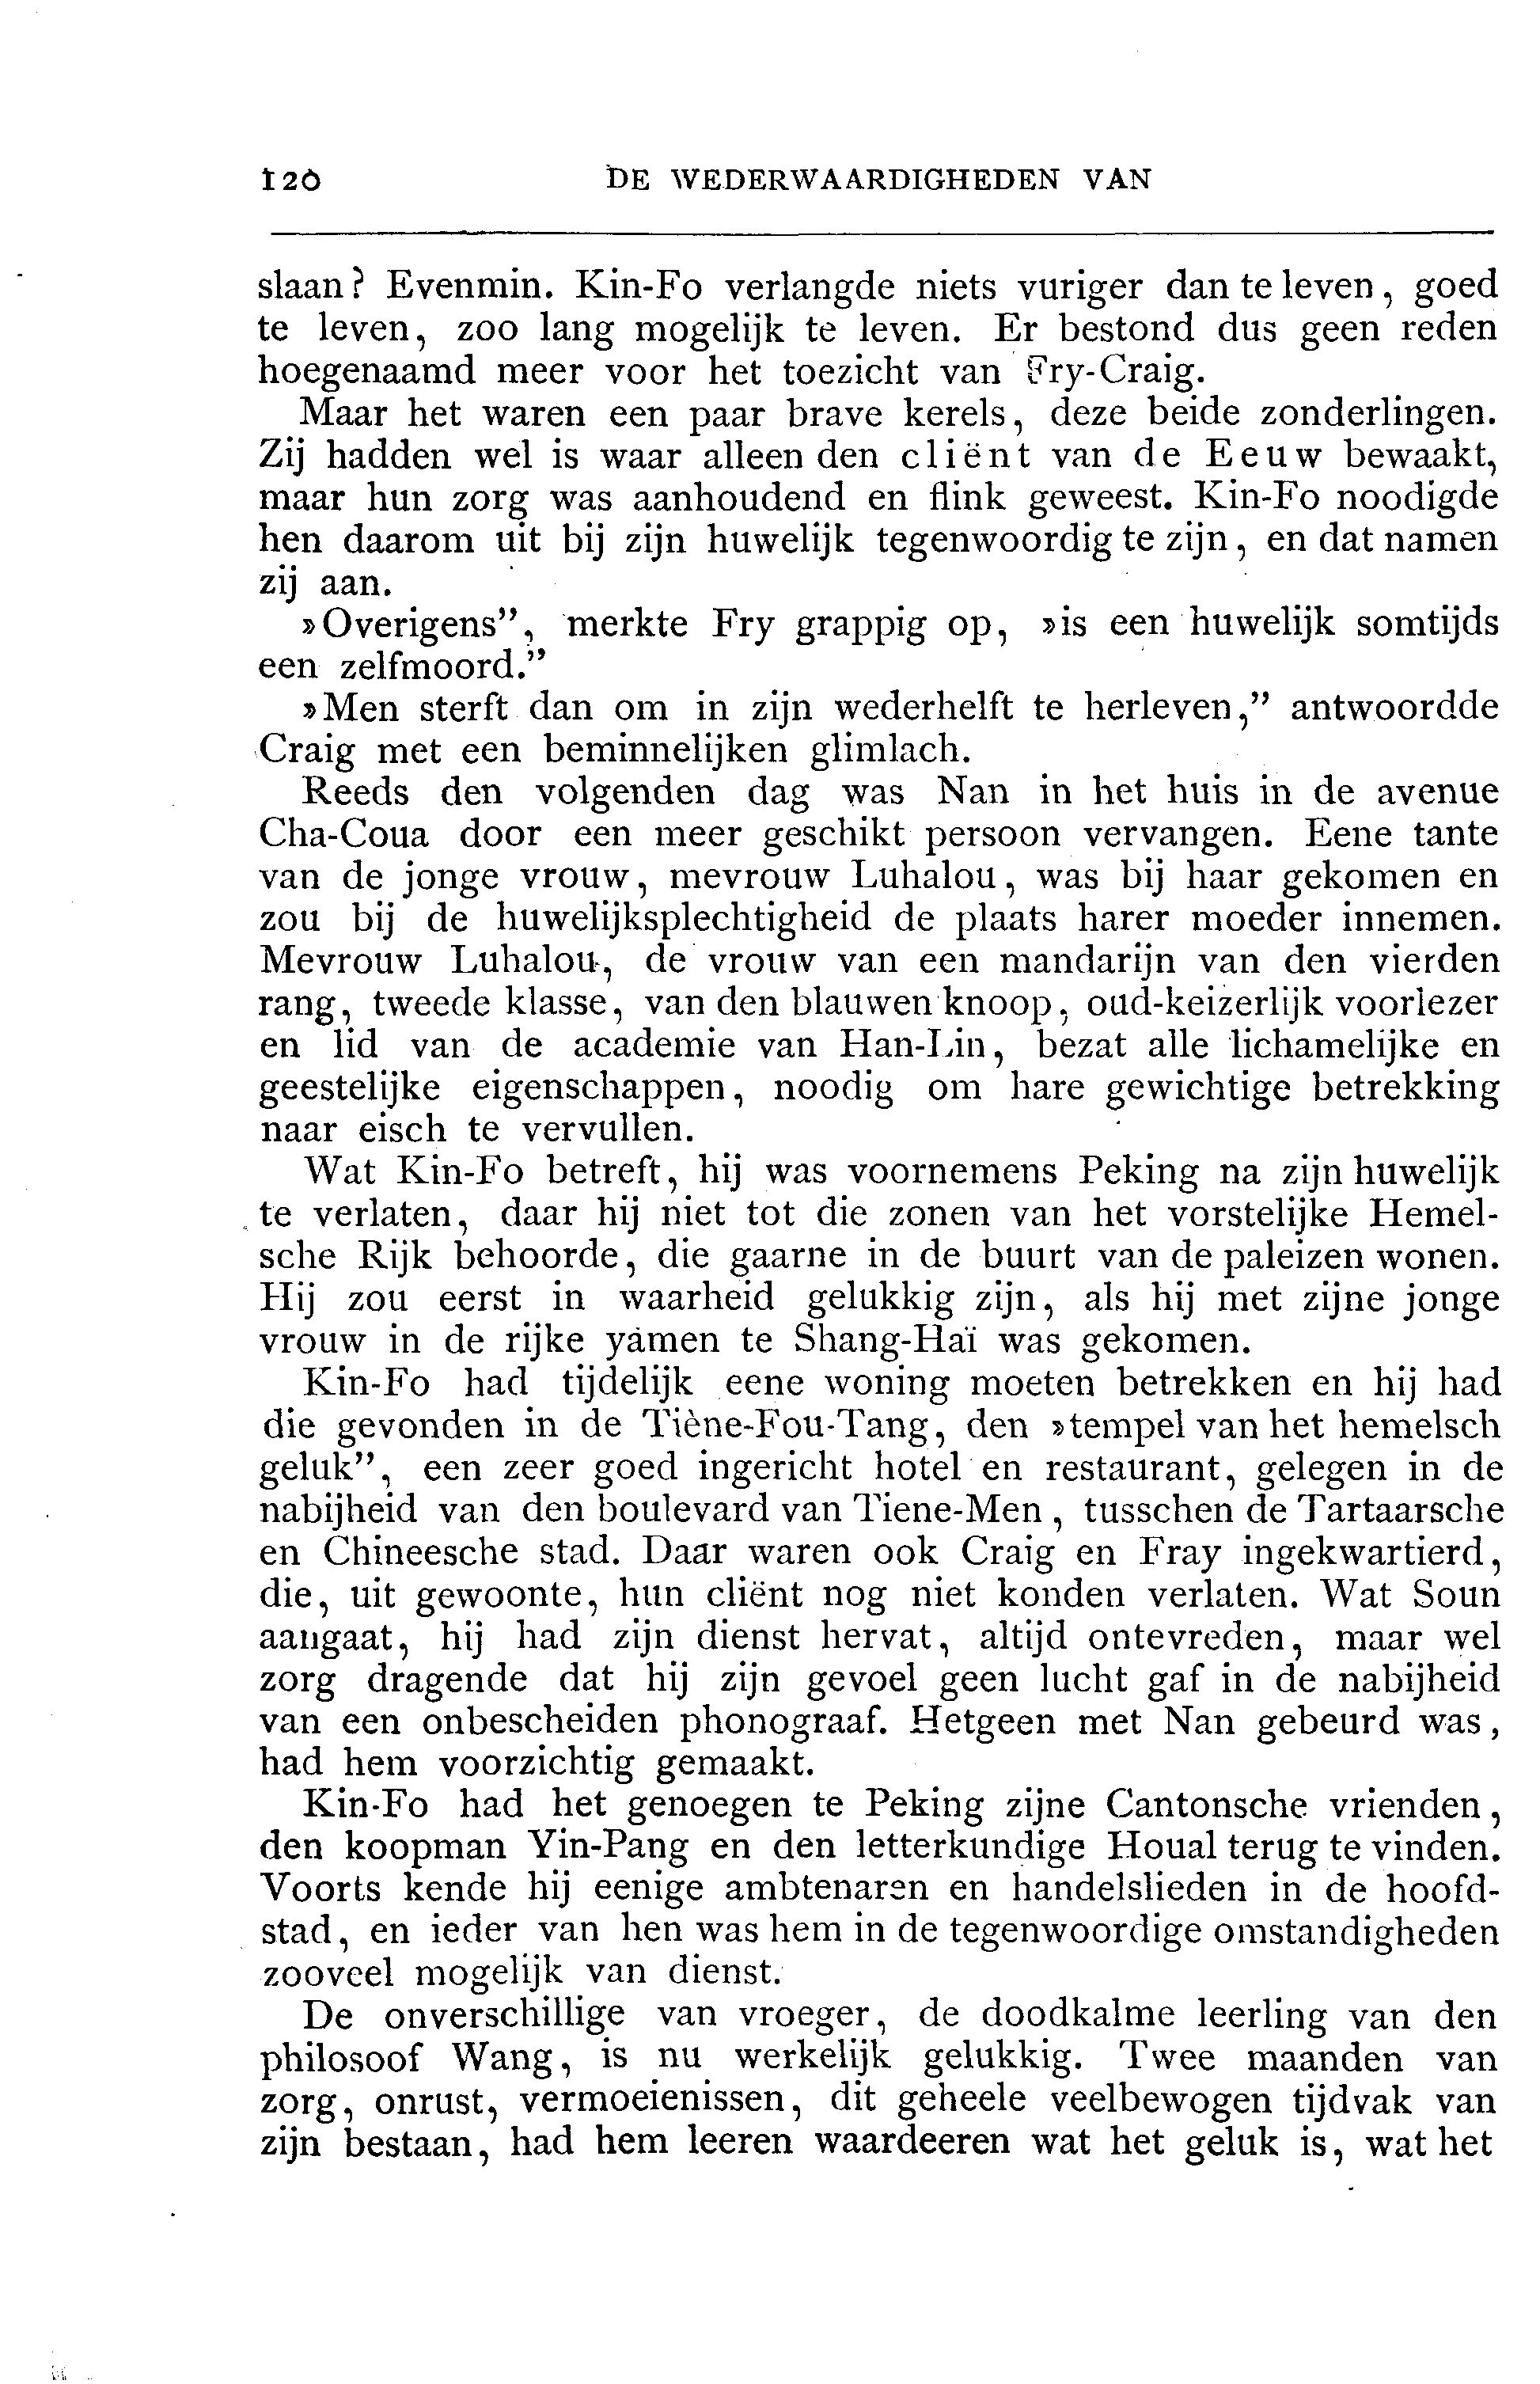 120 DE WEDERWAARDIGHEDEN VAN
slaan? Evenmin. Kin-Fo verlangde niets vuriger dan te leven, goed
te leven, zoo lang mogelijk te leven. Er bestond dus geen reden
hoegenaamd meer voor het toezicht van Fry-Craig.
Maar het waren een paar brave kerels, deze beide zonderlingen.
Zij hadden wel is waar alleen den cliënt van de Eeuw bewaakt,
maar hun zorg was aanhoudend en flink geweest. Kin-Fo noodigde
hen daarom uit bij zijn huwelijk tegenwoordig te zijn, en dat namen
zij aan.
»Overigens”, merkte Fry grappig op, »is een huwelijk somtijds
een zelfmoord.”
»Men sterft dan om in zijn wederhelft te herleven,” antwoordde
Craig met een beminnelijken glimlach.
Reeds den volgenden dag was Nan in het huis in de avenue
Cha-Coua door een meer geschikt persoon vervangen. Eene tante
van de jonge vrouw, mevrouw Luhalou, was bij haar gekomen en
zou bij de huwelijksplechtigheid de plaats harer moeder innemen.
Mevrouw Luhalou, de vrouw van een mandarijn van den vierden
rang, tweede klasse, van den blauwen knoop, oud-keizerlijk voorlezer
en lid van de academie van Han-Lin, bezat alle lichamelijke en
geestelijke eigenschappen, noodig om hare gewichtige betrekking
naar eisch te vervullen.
Wat Kin-Fo betreft, hij was voornemens Peking na zijn huwelijk
te verlaten, daar hij niet tot die zonen van het vorstelijke Hemel-
sche Rijk behoorde, die gaarne in de buurt van de paleizen wonen.
Hij zou eerst in waarheid gelukkig zijn, als hij met zijne jonge
vrouw in de rijke yàmen te Shang-Haï was gekomen.
Kin-Fo had tijdelijk eene woning moeten betrekken en hij had
die gevonden in de Tiène-Fou-Tang, den »tempel van het hemelsch
geluk”, een zeer goed ingericht hotel en restaurant, gelegen in de
nabijheid van den boulevard van Tiene-Men, tusschen de Tartaarsche
en Chineesche stad. Daar waren ook Craig en Fray ingekwartierd,
die, uit gewoonte, hun cliënt nog niet konden verlaten. Wat Soun
aangaat, hij had zijn dienst hervat, altijd ontevreden, maar wel
zorg dragende dat hij zijn gevoel geen lucht gaf in de nabijheid
van een onbescheiden phonograaf. Hetgeen met Nan gebeurd was,
had hem voorzichtig gemaakt.
Kin-Fo had het genoegen te Peking zijne Cantonsche vrienden,
den koopman Yin-Pang en den letterkundige Houal terug te vinden.
Voorts kende hij eenige ambtenaren en handelslieden in de hoofd-
stad, en ieder van hen was hem in de tegenwoordige omstandigheden
zooveel mogelijk van dienst.
De onverschillige van vroeger, de doodkalme leerling van den
philosoof Wang, is nu werkelijk gelukkig. Twee maanden van
zorg, onrust, vermoeienissen, dit geheele veelbewogen tijdvak van
zijn bestaan, had hem leeren waardeeren wat het geluk is, wat het